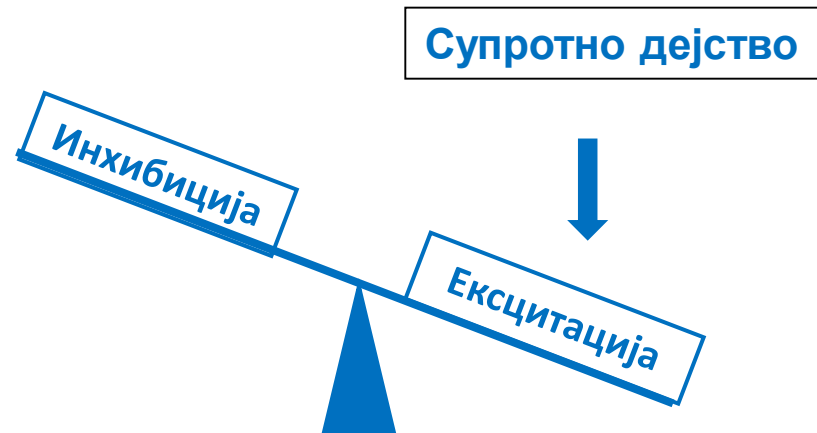 Супротно дејство
Инхибиција
Ексцитација